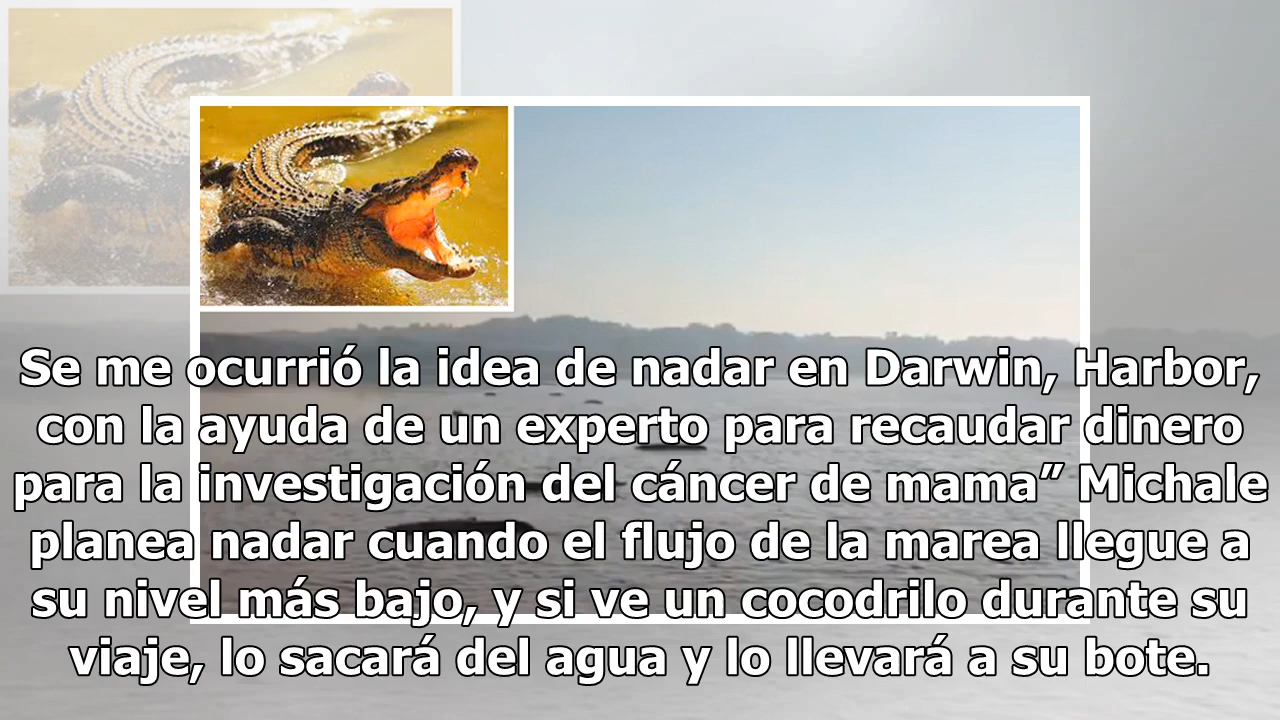 Se me ocurrió la idea de nadar en Darwin, Harbor,
con la ayuda de un experto para recaudar dinero
para la investigación del cáncer de mama” Michale
planea nadar cuando el flujo de la marea llegue a
su nivel más bajo, y si ve un cocodrilo durante su
viaje, lo sacará del agua y lo llevará a su bote.